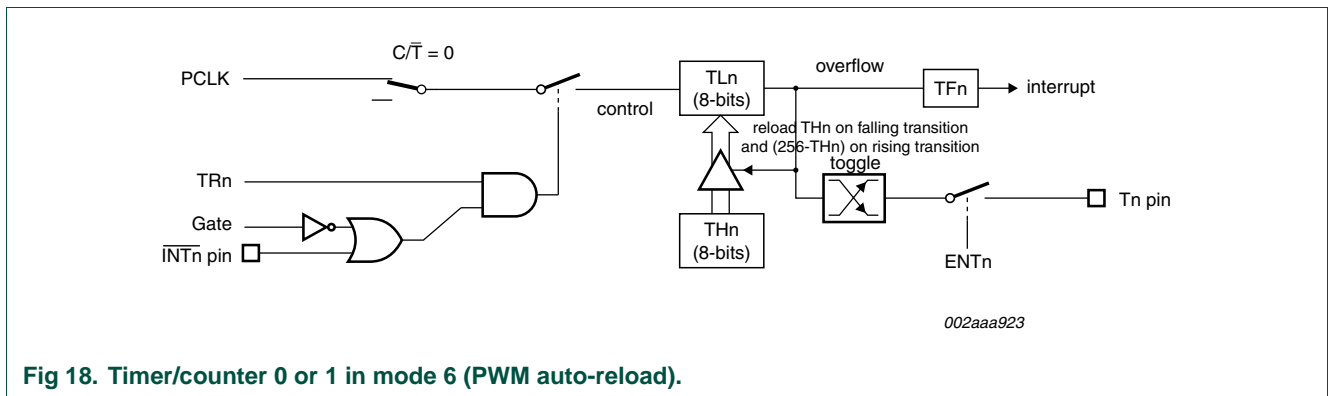 C/T̅ = 0
PCLK
control
TLn
(8-bits)
overflow
TFn
interrupt
reload THn on falling transition
and (256-THn) on rising transition
toggle
TRn
Gate
I̅N̅T̅n̅ pin
THn
(8-bits)
Tn pin
ENTn
002aaa923
Fig 18. Timer/counter 0 or 1 in mode 6 (PWM auto-reload).